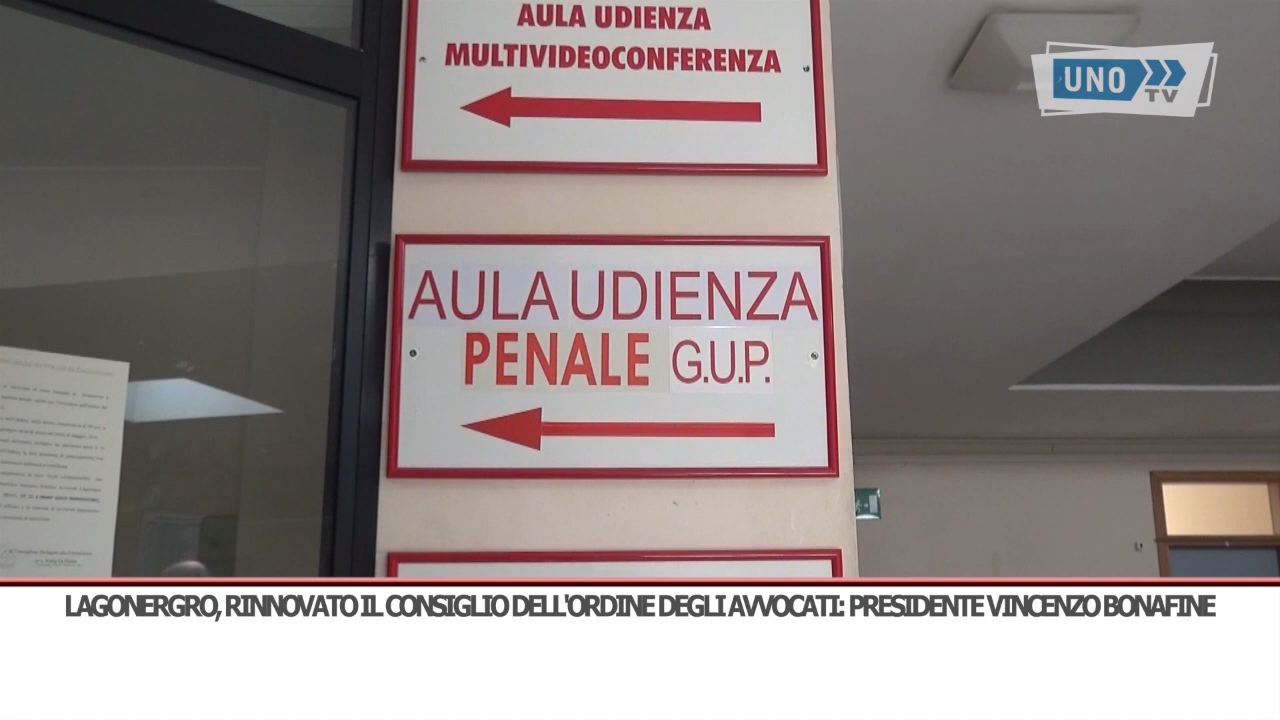 AULA UDIENZA
MULTIVIDEOCONFERENZA
UNO
TV
AULA UDIENZA
PENALE G.U.P.
LAGONERGRO, RINNOVATO IL CONSIGLIO DELL'ORDINE DEGLI AVVOCATI: PRESIDENTE VINCENZO BONAFINE